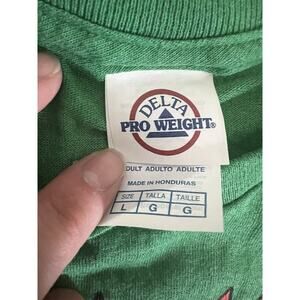 DELTA
PRO WEIGHT®
ADULT ADULTO ADULTE
MADE IN HONDURAS
SIZE TALLA TAILLE
L G G